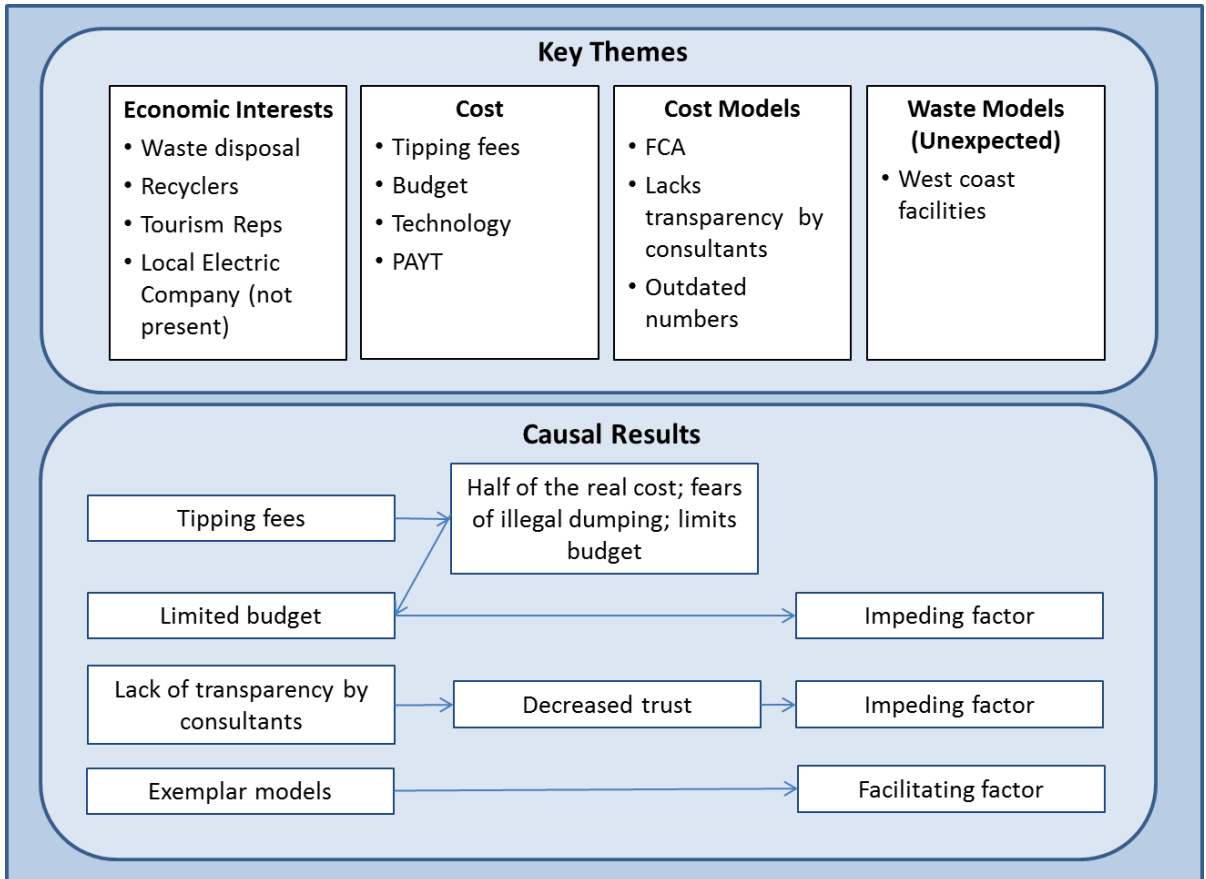 Key Themes
Economic Interests
• Waste disposal
• Recyclers
• Tourism Reps
• Local Electric
Company (not
present)
Cost
• Tipping fees
• Budget
• Technology
• PAYT
Cost Models
• FCA
• Lacks
transparency by
consultants
• Outdated
numbers
Waste Models
(Unexpected)
• West coast
facilities
Causal Results
Tipping fees
Half of the real cost; fears
of illegal dumping; limits
budget
Limited budget
Impeding factor
Lack of transparency by
consultants
Decreased trust
Impeding factor
Exemplar models
Facilitating factor